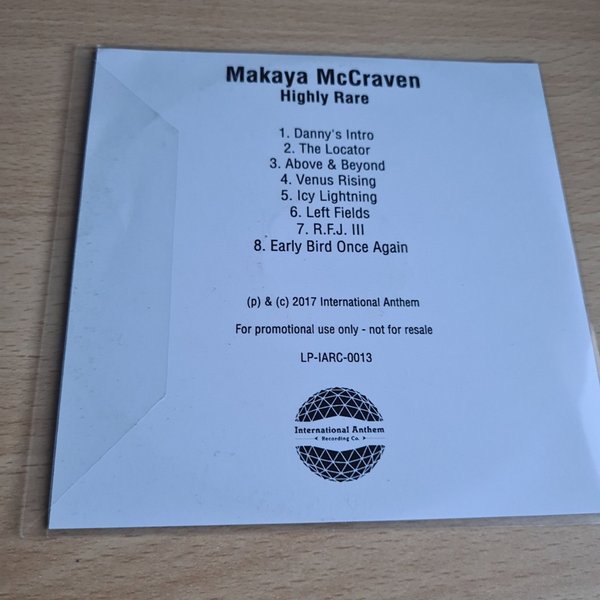 Makaya McCraven
Highly Rare
1. Danny's Intro
2. The Locator
3. Above & Beyond
4. Venus Rising
5. Icy Lightning
6. Left Fields
7. R.F.J. III
8. Early Bird Once Again
(p) & (c) 2017 International Anthem
For promotional use only - not for resale
LP-IARC-0013
International Anthem
Recording Co.